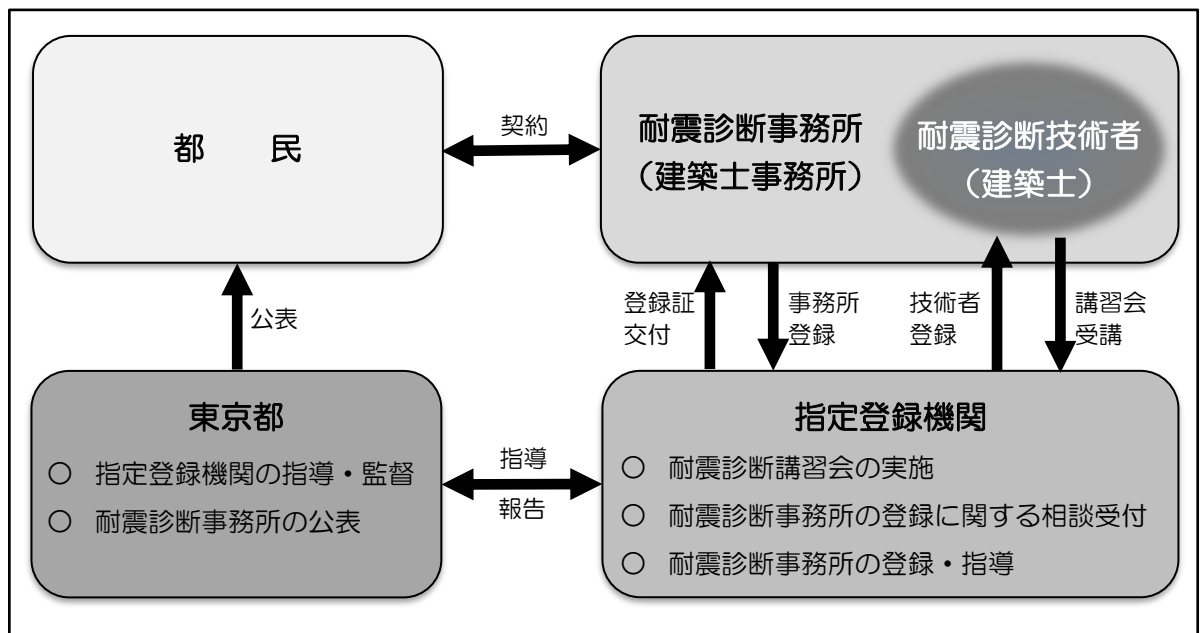 都　　民
契約
耐震診断事務所
（建築士事務所）
耐震診断技術者
（建築士）
公表
登録証
交付
事務所
登録
技術者
登録
講習会
受講
東京都
○　指定登録機関の指導・監督
○　耐震診断事務所の公表
指導
報告
指定登録機関
○　耐震診断講習会の実施
○　耐震診断事務所の登録に関する相談受付
○　耐震診断事務所の登録・指導